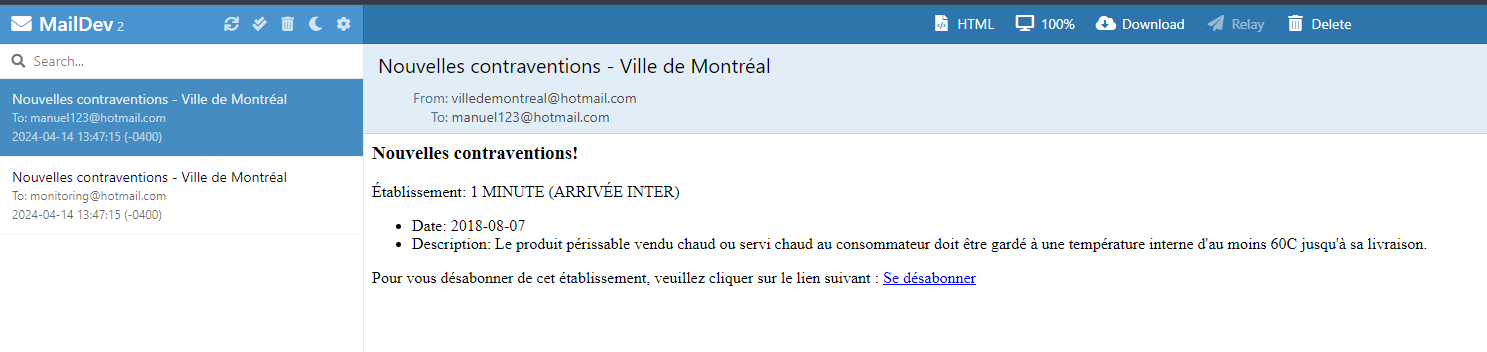 MailDev 2
HTML 100% Download Relay Delete
Search...
Nouvelles contraventions - Ville de Montréal
To: manuel123@hotmail.com
2024-04-14 13:47:15 (-0400)
Nouvelles contraventions - Ville de Montréal
To: monitoring@hotmail.com
2024-04-14 13:47:15 (-0400)
Nouvelles contraventions - Ville de Montréal
From: villedemontreal@hotmail.com
To: manuel123@hotmail.com
Nouvelles contraventions!
Établissement: 1 MINUTE (ARRIVÉE INTER)
Date: 2018-08-07
Description: Le produit périssable vendu chaud ou servi chaud au consommateur doit être gardé à une température interne d'au moins 60C jusqu'à sa livraison.
Pour vous désabonner de cet établissement, veuillez cliquer sur le lien suivant : Se désabonner